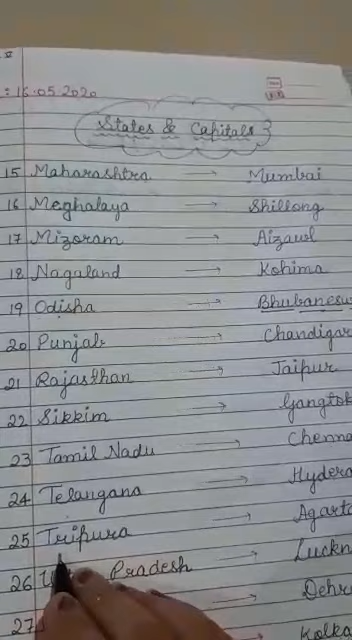 : 16.05.2020
States & Capitals
15 Maharashtra → Mumbai
16 Meghalaya → Shillong
17 Mizoram → Aizawl
18 Nagaland → Kohima
19 Odisha → Bhubanesw
20 Punjab → Chandigar
21 Rajasthan → Jaipur
22 Sikkim → Gangtok
23 Tamil Nadu → Chenna
24 Telangana → Hydera
25 Tripura → Agarta
26 Pradesh → Luckn
27 → Dehr
Kolka